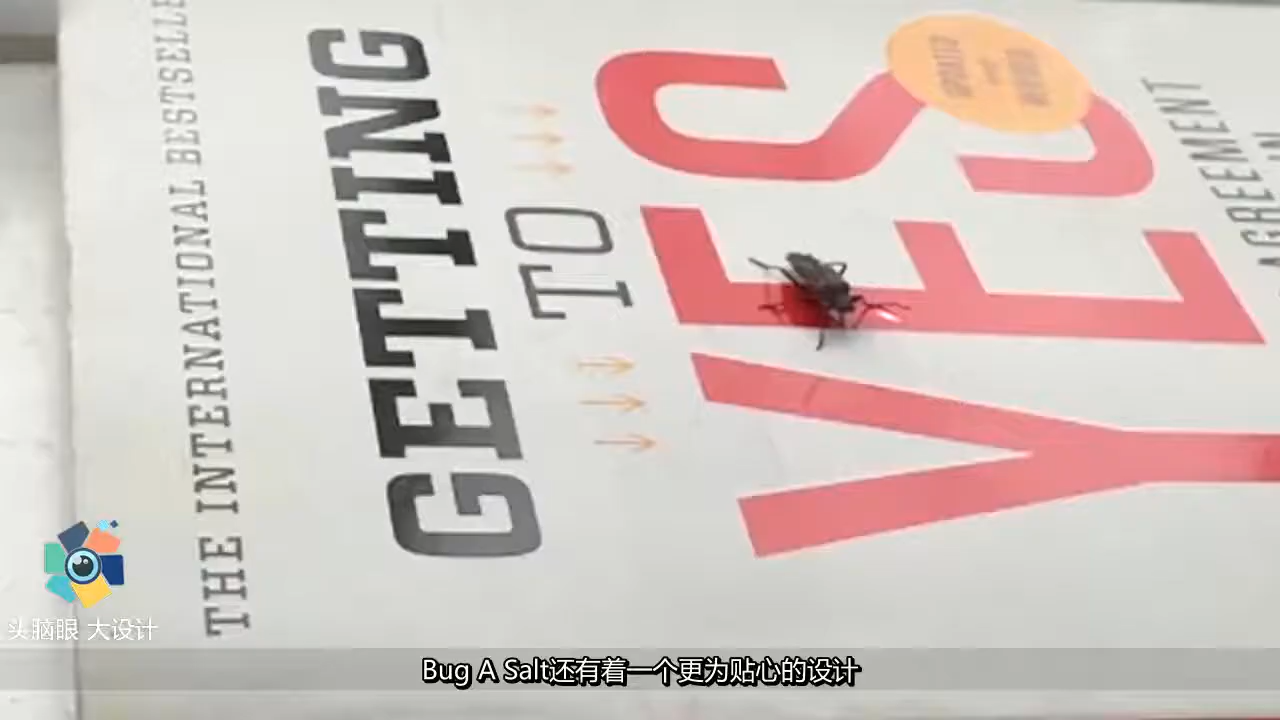 THE INTERNATIONAL BESTSELLE
GETTING
TO
YES
UPDATED
AGREEMENT
头脑眼 大设计
Bug A Salt还有着一个更为贴心的设计